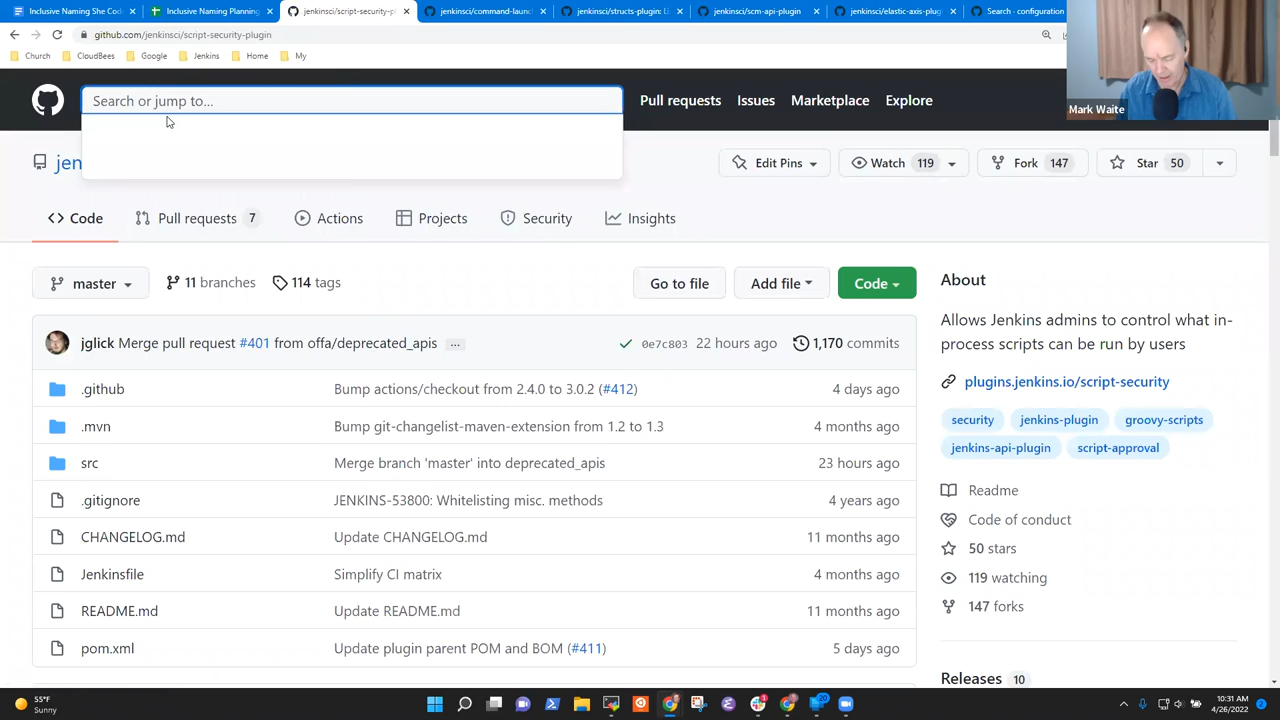 Inclusive Naming She Cod
Inclusive Naming Planning
jenkinsci/script-security-pl
jenkinsci/command-laun
jenkinsci/structs-plugin: Li
jenkinsci/scm-api-plugin
jenkinsci/elastic-axis-plug
Search · configuration
github.com/jenkinsci/script-security-plugin
Church
CloudBees
Google
Jenkins
Home
My
Search or jump to...
Pull requests
Issues
Marketplace
Explore
Mark Waite
jen
Edit Pins
Watch 119
Fork 147
Star 50
Code
Pull requests 7
Actions
Projects
Security
Insights
master
11 branches
114 tags
Go to file
Add file
Code
About
Allows Jenkins admins to control what in-
process scripts can be run by users
plugins.jenkins.io/script-security
security
jenkins-plugin
groovy-scripts
jenkins-api-plugin
script-approval
jglick Merge pull request #401 from offa/deprecated_apis ...
0e7c803 22 hours ago
1,170 commits
.github
Bump actions/checkout from 2.4.0 to 3.0.2 (#412)
4 days ago
.mvn
Bump git-changelist-maven-extension from 1.2 to 1.3
4 months ago
src
Merge branch 'master' into deprecated_apis
23 hours ago
.gitignore
JENKINS-53800: Whitelisting misc. methods
4 years ago
CHANGELOG.md
Update CHANGELOG.md
11 months ago
Jenkinsfile
Simplify CI matrix
4 months ago
README.md
Update README.md
11 months ago
pom.xml
Update plugin parent POM and BOM (#411)
5 days ago
Readme
Code of conduct
50 stars
119 watching
147 forks
Releases 10
55°F
Sunny
20
10:31 AM
4/26/2022